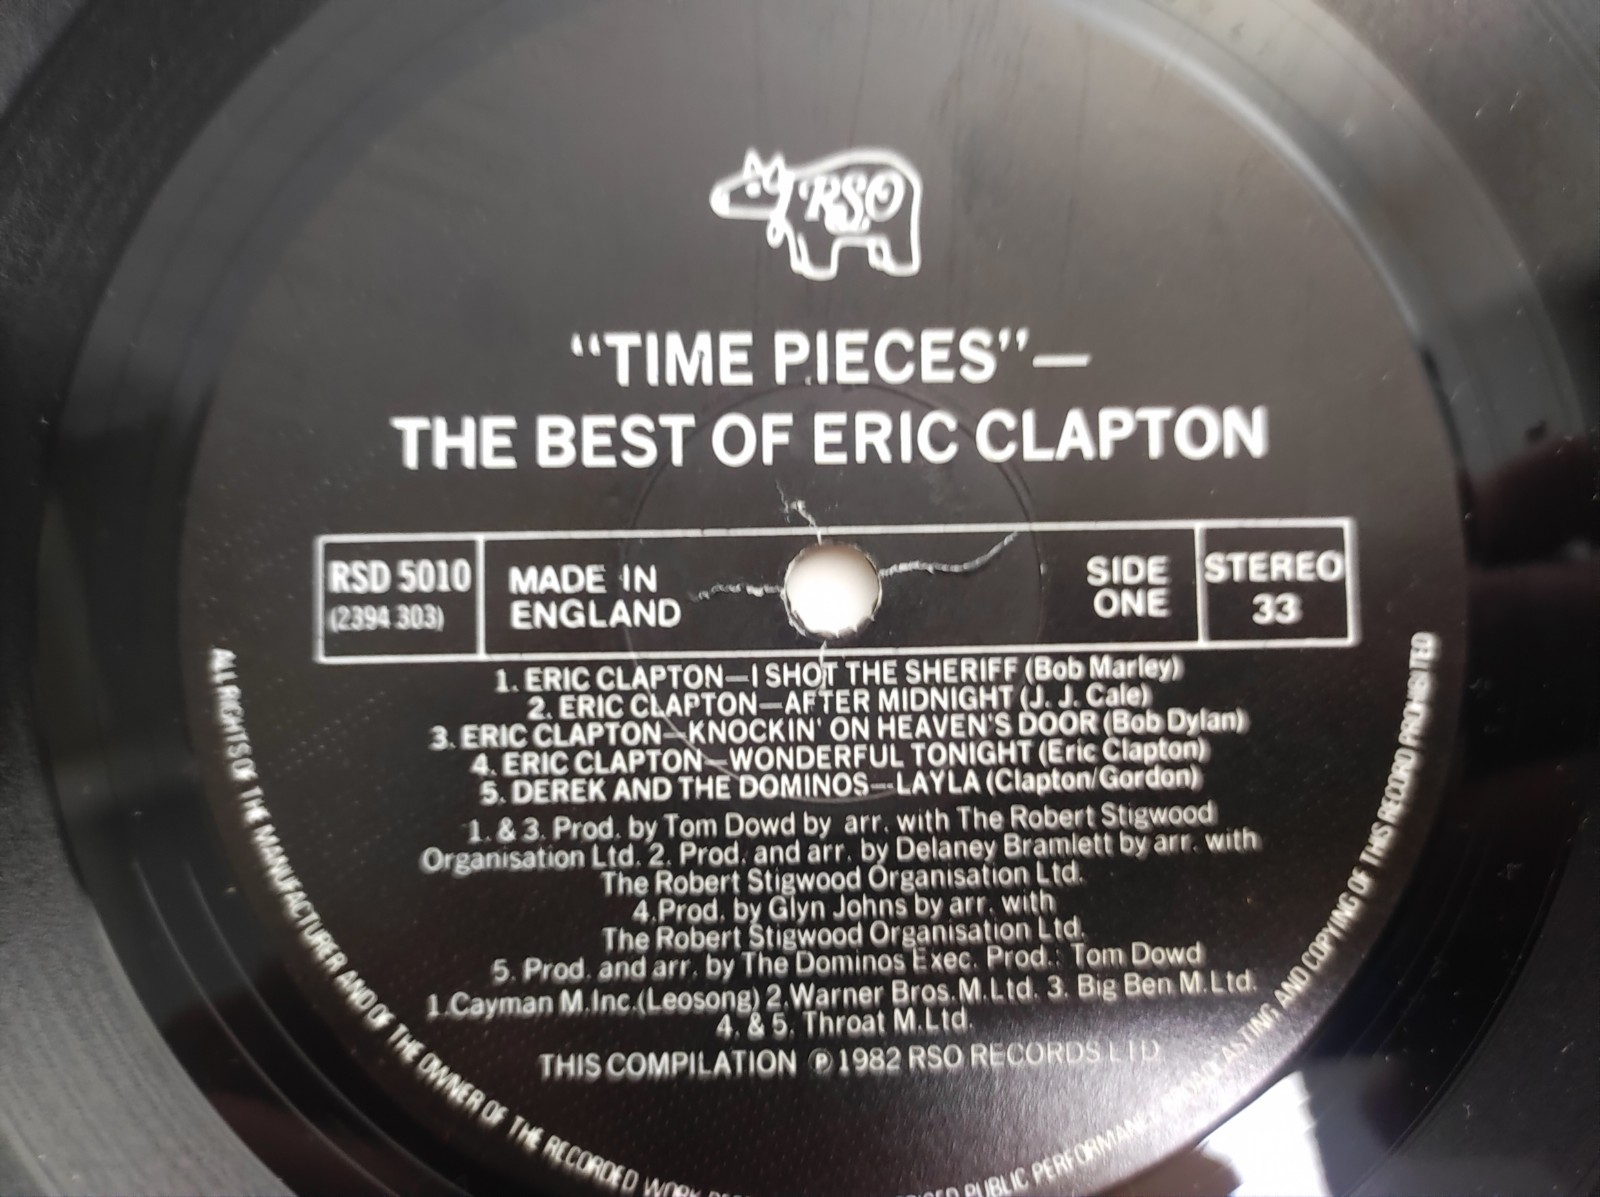 RSO
“TIME PIECES”—
THE BEST OF ERIC CLAPTON
RSD 5010
(2394 303)
MADE IN
ENGLAND
SIDE
ONE
STEREO
33
1. ERIC CLAPTON—I SHOT THE SHERIFF (Bob Marley)
2. ERIC CLAPTON—AFTER MIDNIGHT (J. J. Cale)
3. ERIC CLAPTON—KNOCKIN' ON HEAVEN'S DOOR (Bob Dylan)
4. ERIC CLAPTON—WONDERFUL TONIGHT (Eric Clapton)
5. DEREK AND THE DOMINOS—LAYLA (Clapton/Gordon)
1. & 3. Prod. by Tom Dowd by arr. with The Robert Stigwood
Organisation Ltd. 2. Prod. and arr. by Delaney Bramlett by arr. with
The Robert Stigwood Organisation Ltd.
4.Prod. by Glyn Johns by arr. with
The Robert Stigwood Organisation Ltd.
5. Prod. and arr. by The Dominos Exec. Prod.: Tom Dowd
1.Cayman M.Inc.(Leosong) 2.Warner Bros.M.Ltd. 3. Big Ben M.Ltd.
4. & 5. Throat M.Ltd.
THIS COMPILATION ℗ 1982 RSO RECORDS LTD
ALL RIGHTS OF THE MANUFACTURER AND OF THE OWNER OF THE RECORDED WORK PUBLIC PERFORMANCE BROADCASTING AND COPYING OF THIS RECORD PROHIBITED